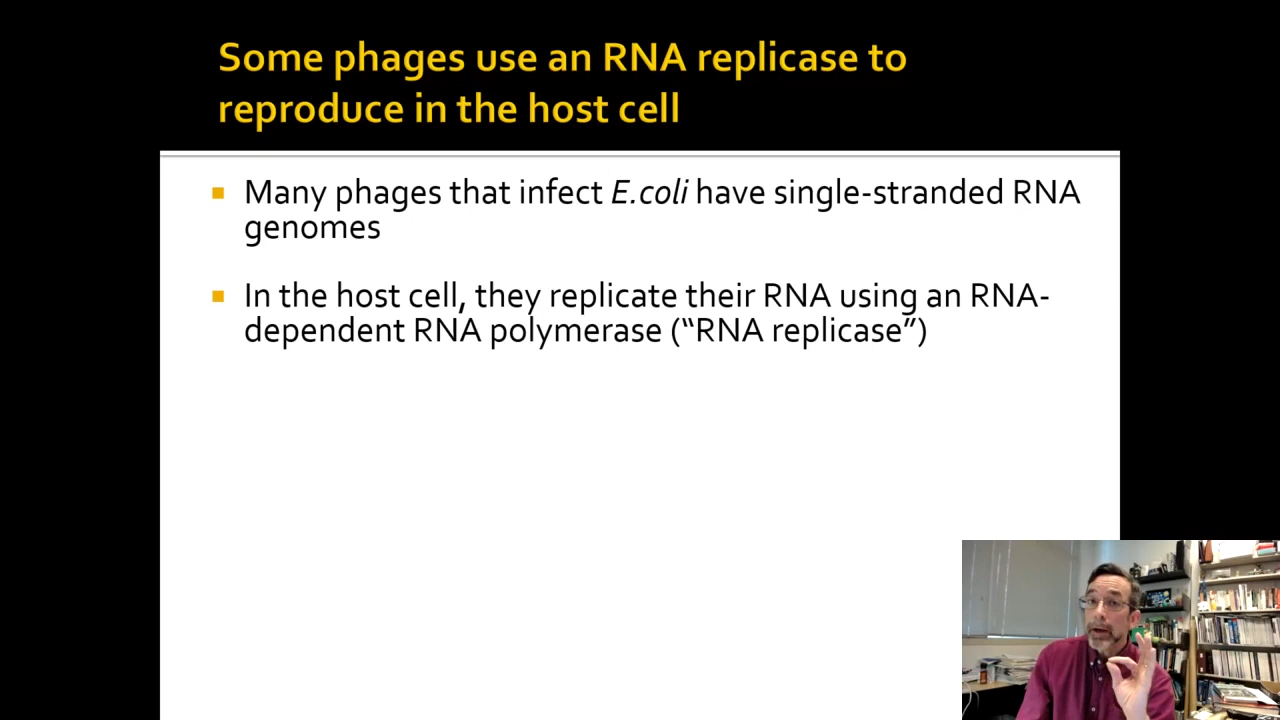 Some phages use an RNA replicase to
reproduce in the host cell
Many phages that infect E.coli have single-stranded RNA
genomes
In the host cell, they replicate their RNA using an RNA-
dependent RNA polymerase (“RNA replicase”)